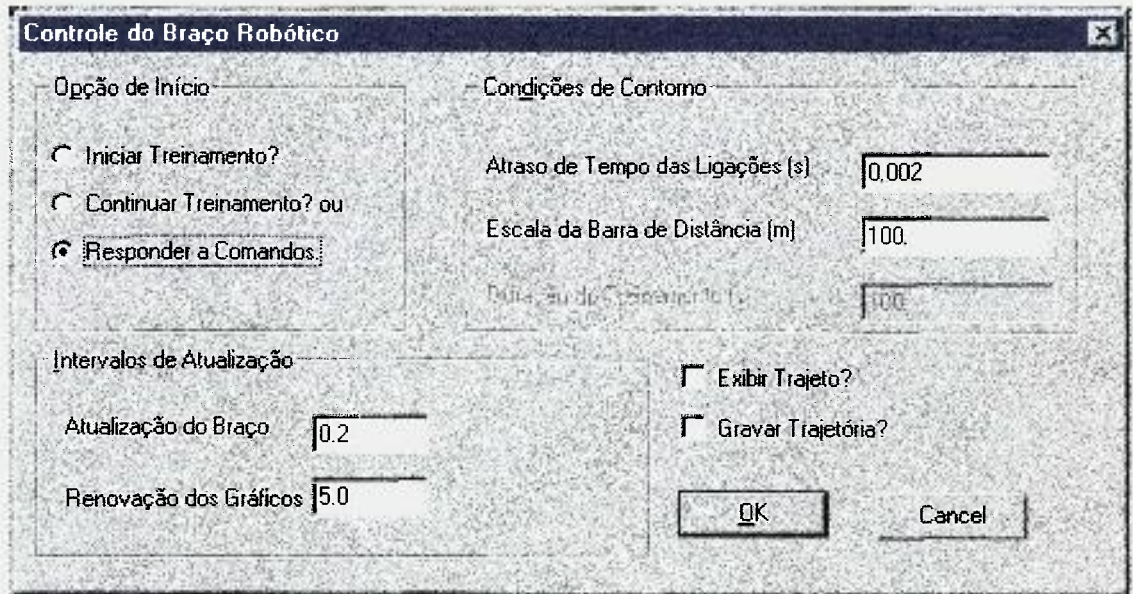 Controle do Braço Robótico
Opção de Início
Iniciar Treinamento?
Continuar Treinamento? ou
Responder a Comandos.
Condições de Contorno
Atraso de Tempo das Ligações (s)
0,002
Escala da Barra de Distância (m)
100.
100.
Intervalos de Atualização
Atualização do Braço
0.2
Renovação dos Gráficos
5.0
Exibir Trajeto?
Gravar Trajetória?
OK
Cancel